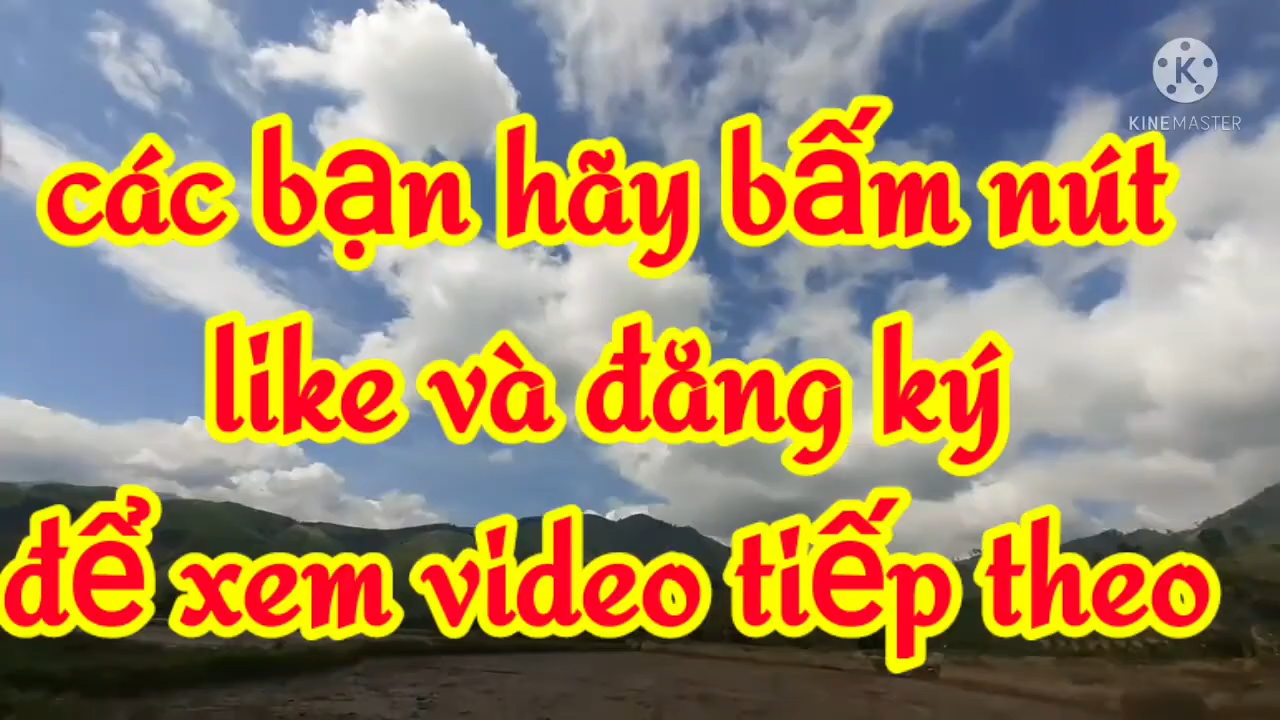 KINEMASTER
các bạn hãy bấm nút
like và đăng ký
để xem video tiếp theo